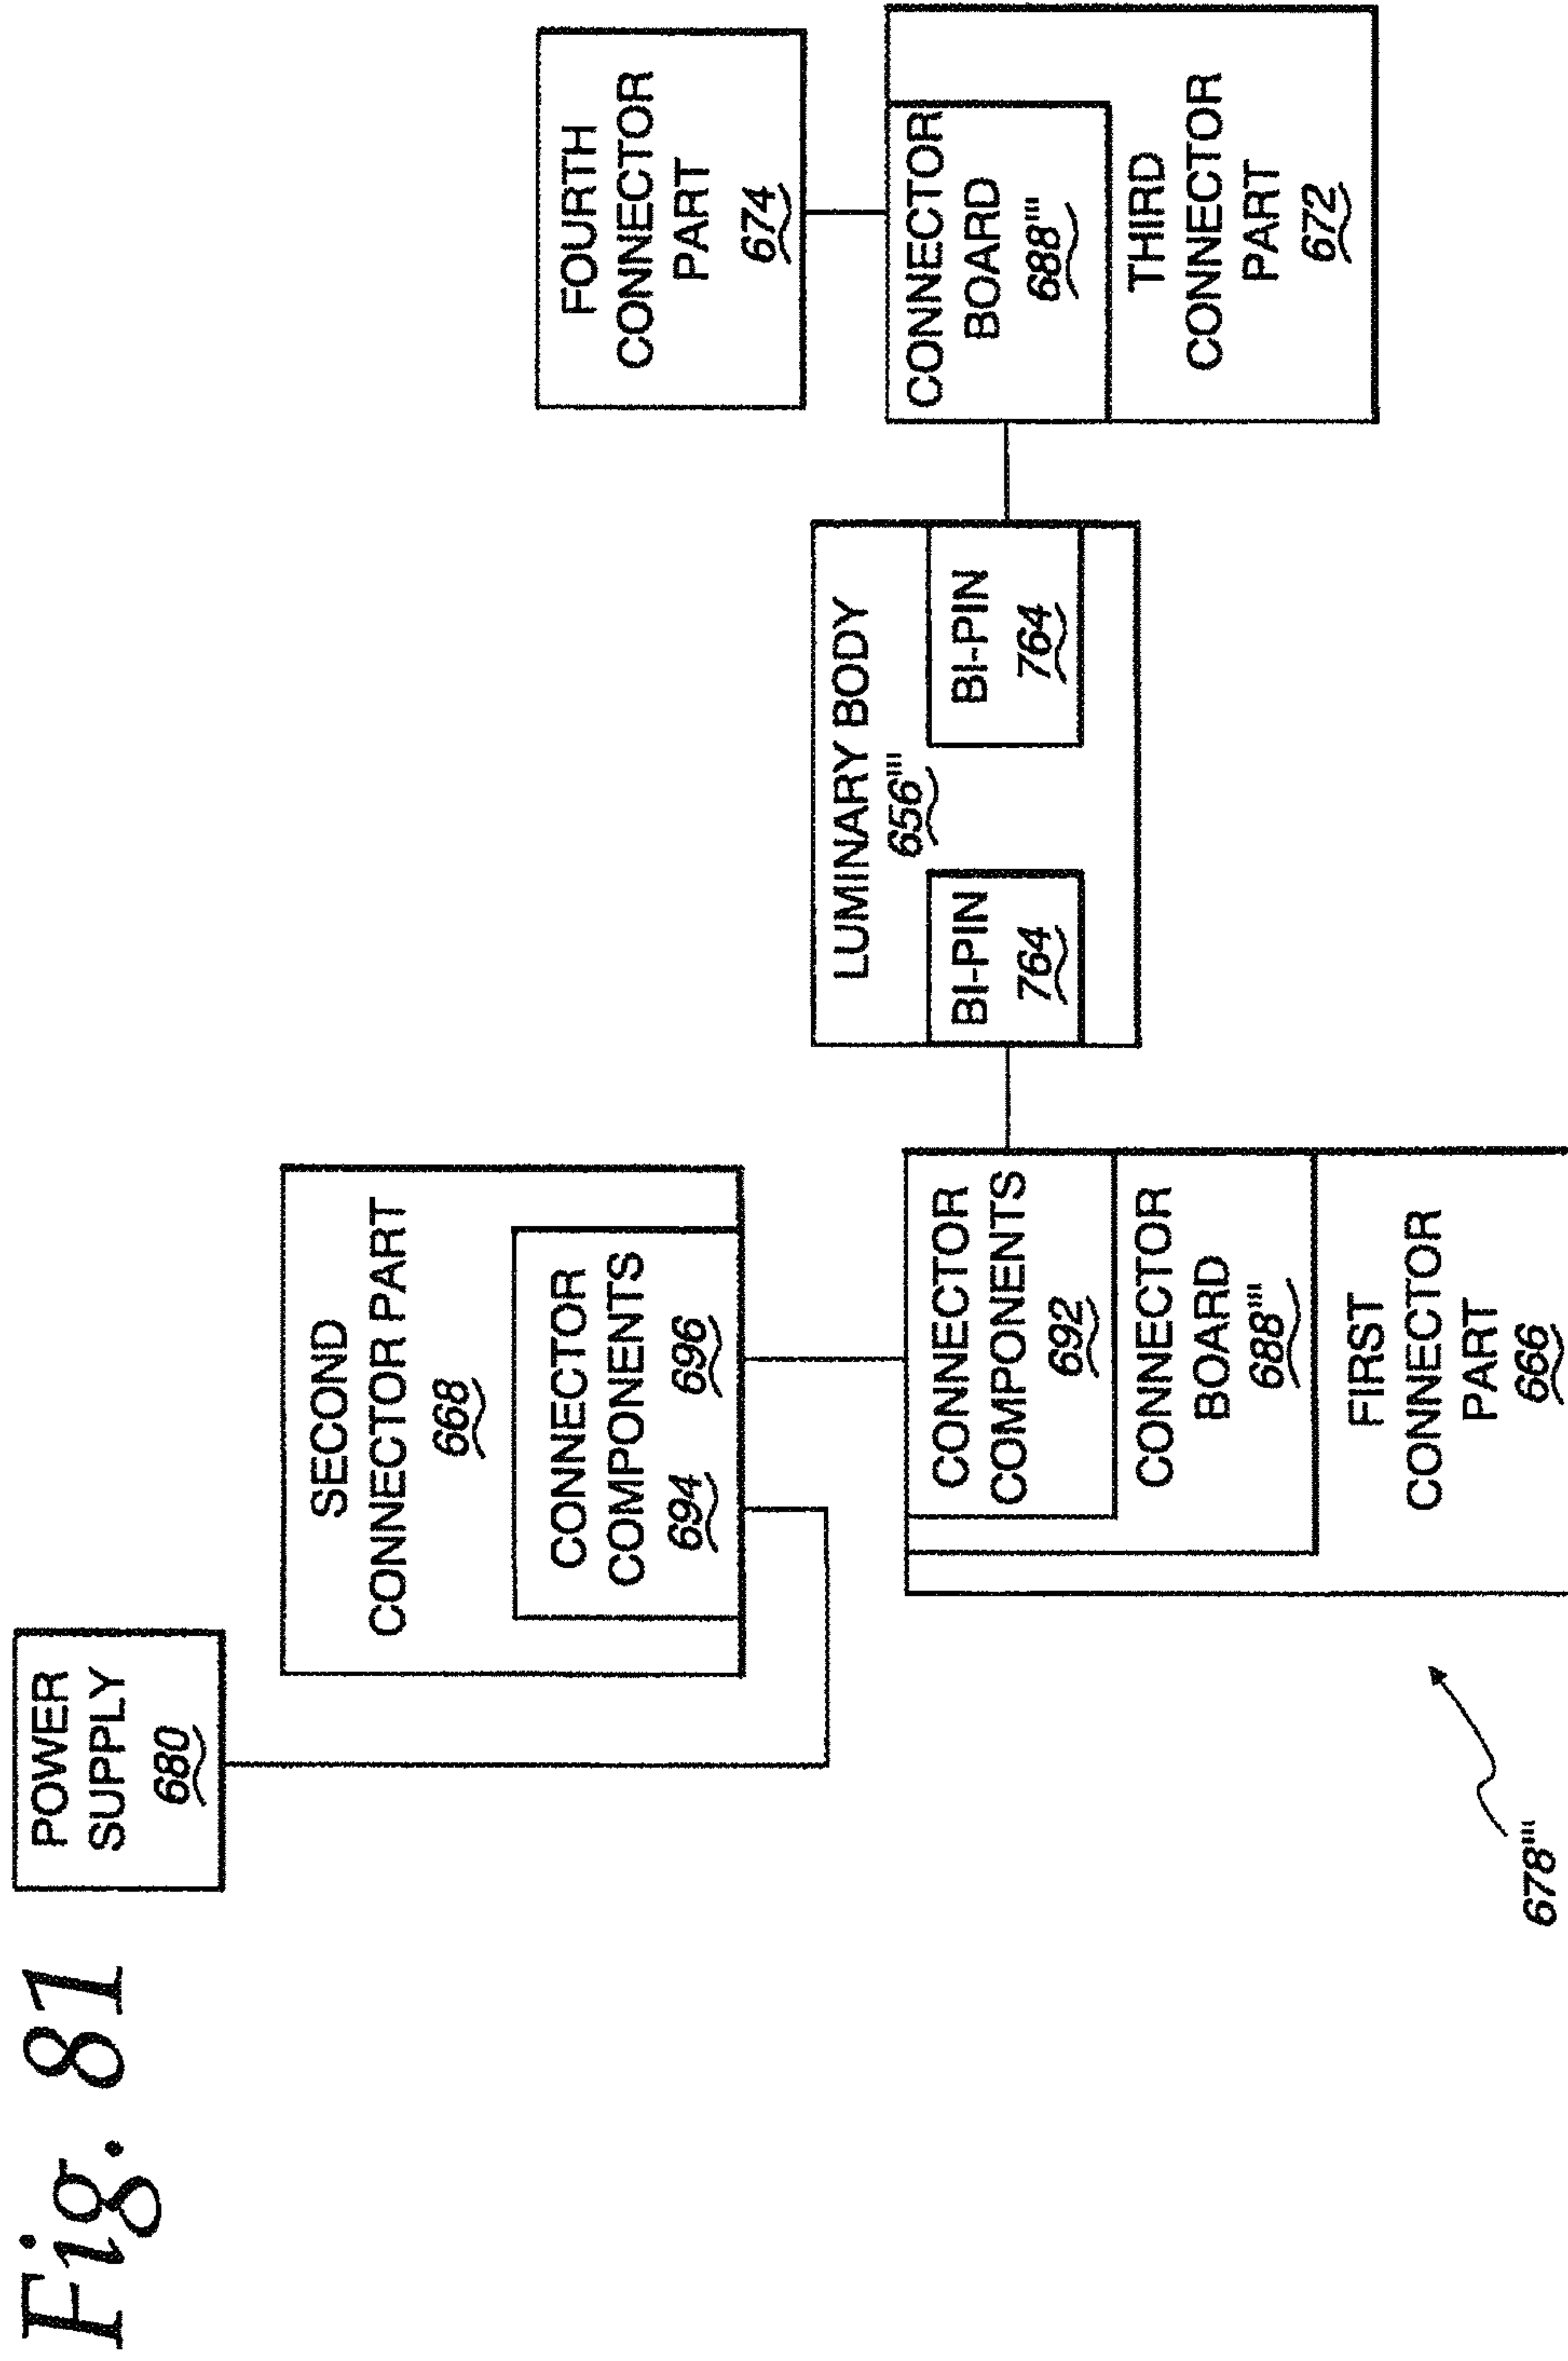 Fig. 81
POWER
SUPPLY
680
SECOND
CONNECTOR PART
668
CONNECTOR
COMPONENTS
694 696
FOURTH
CONNECTOR
PART
674
LUMINARY BODY
656'''
BI-PIN
764
BI-PIN
764
CONNECTOR
BOARD
688'''
THIRD
CONNECTOR
PART
672
CONNECTOR
COMPONENTS
692
CONNECTOR
BOARD
688'''
FIRST
CONNECTOR
PART
666
678'''